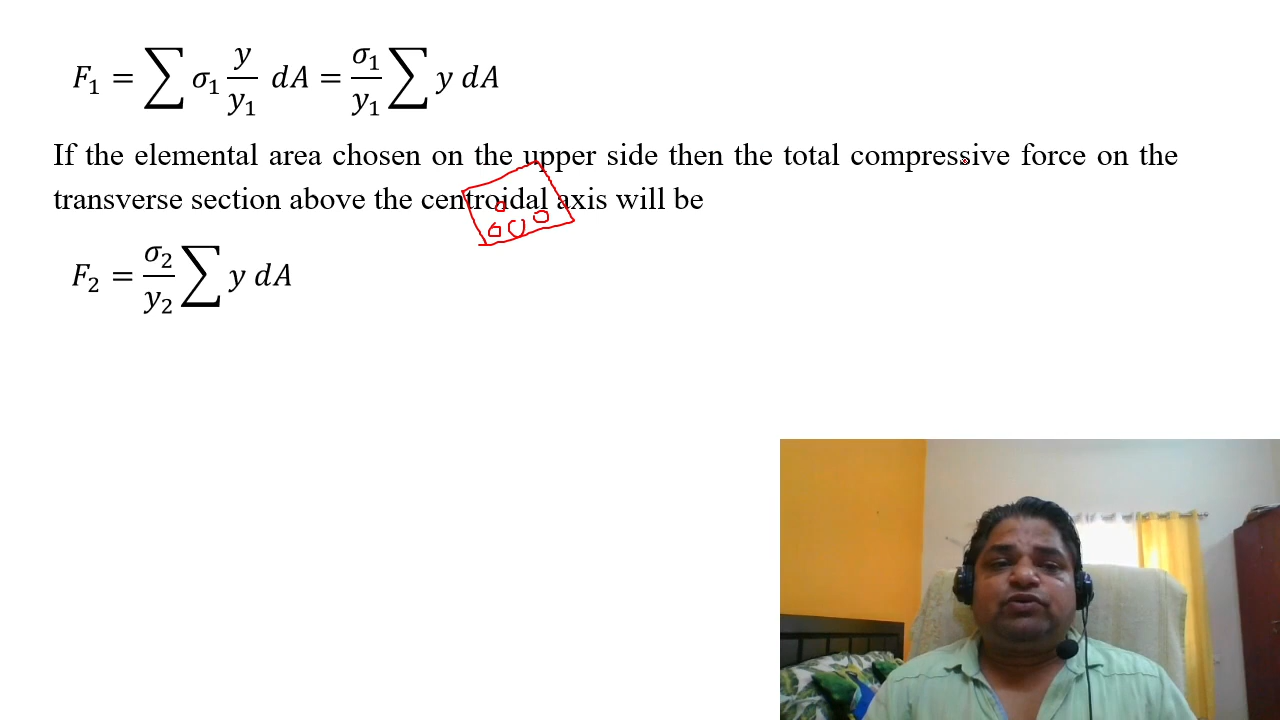 F₁ = ∑ σ₁ y/y₁ dA = σ₁/y₁ ∑ y dA
If the elemental area chosen on the upper side then the total compressive force on the
transverse section above the centroidal axis will be
F₂ = σ₂/y₂ ∑ y dA